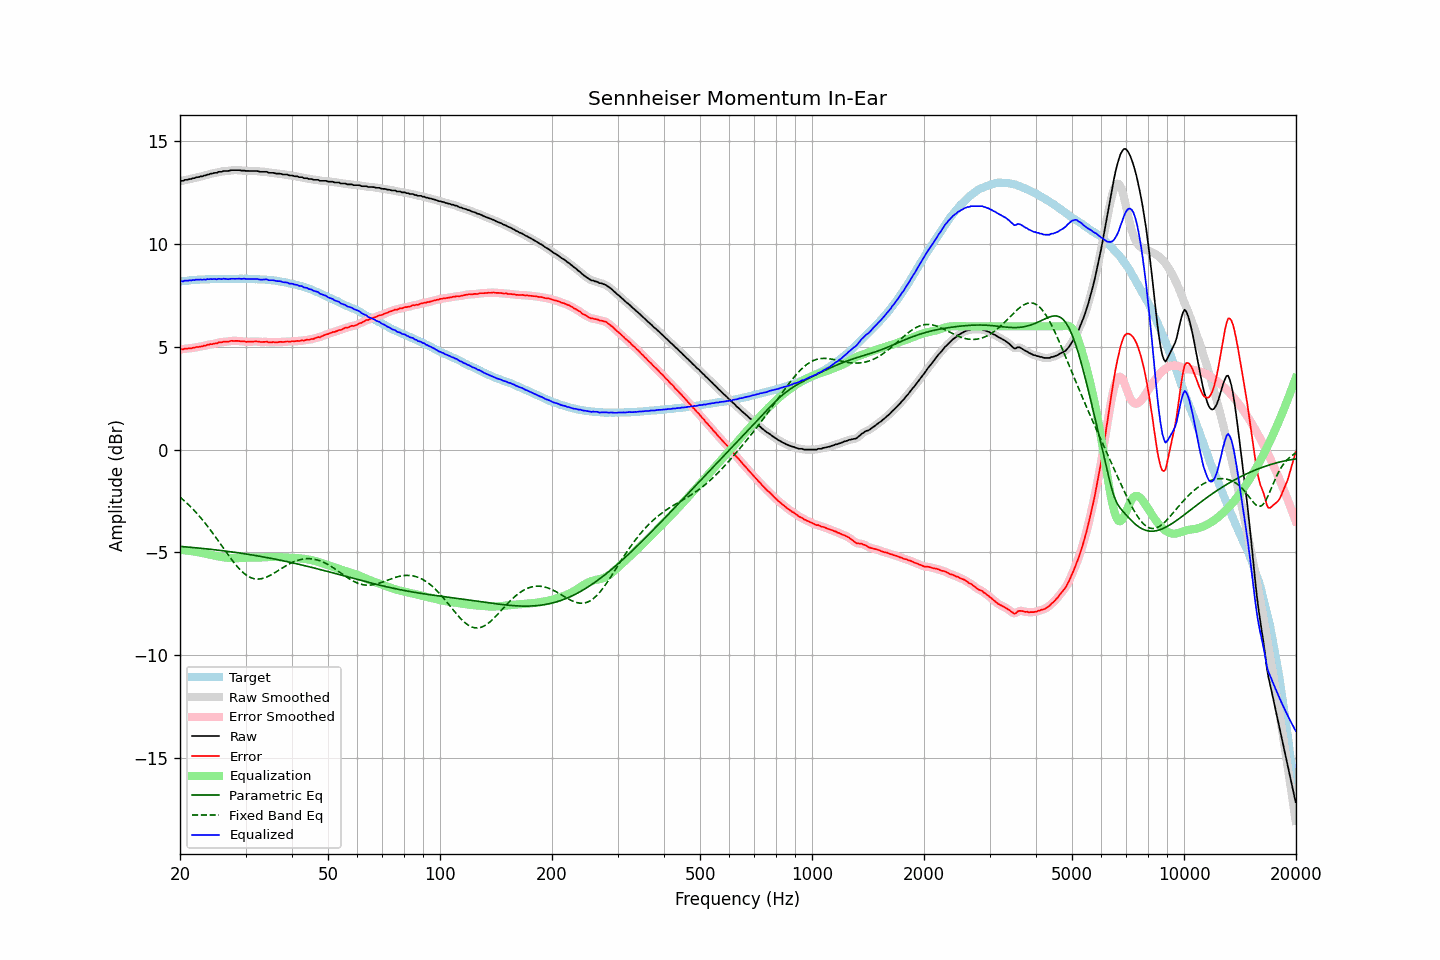 Sennheiser Momentum In-Ear
Amplitude (dBr)
15
10
5
0
−5
−10
−15
Target
Raw Smoothed
Error Smoothed
Raw
Error
Equalization
Parametric Eq
Fixed Band Eq
Equalized
20 50 100 200 500 1000 2000 5000 10000 20000
Frequency (Hz)